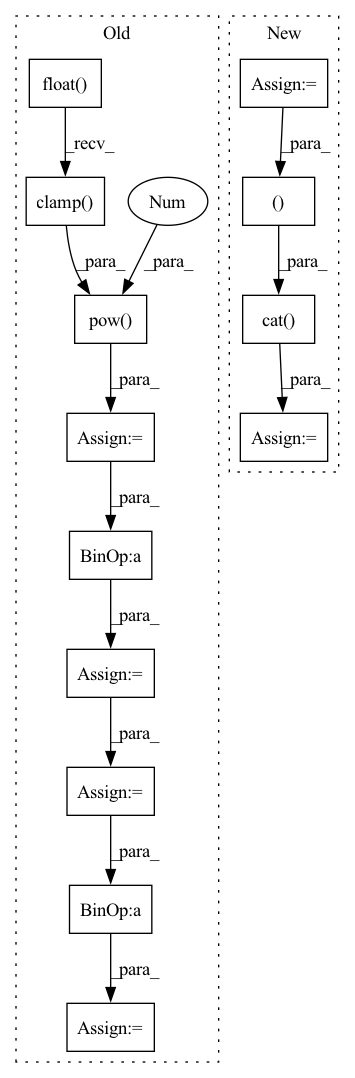 Old
New
float()
Assign:=
_recv_
_para_
clamp()
Num
()
_para_
_para_
_para_
pow()
cat()
_para_
_para_
Assign:=
Assign:=
_para_
BinOp:a
_para_
Assign:=
_para_
Assign:=
_para_
BinOp:a
_para_
Assign:=